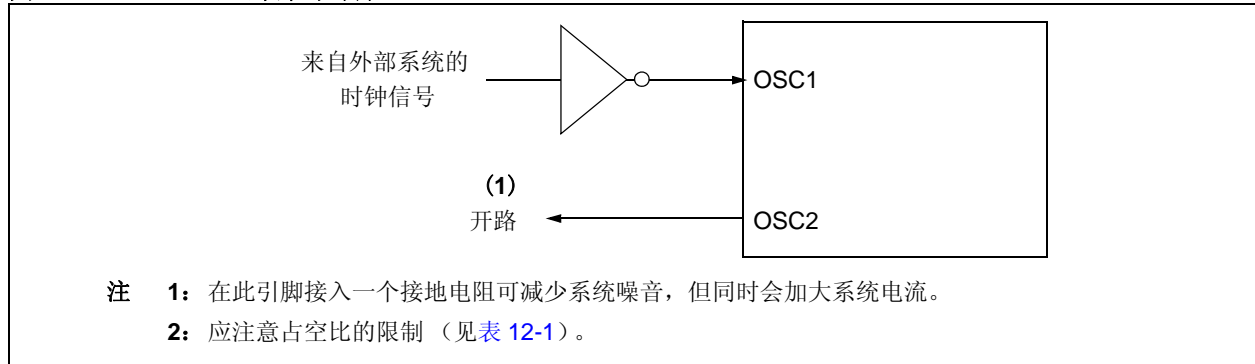 来自外部系统的
时钟信号
OSC1
(1)
开路
OSC2
注 1： 在此引脚接入一个接地电阻可减少系统噪音，但同时会加大系统电流。
2： 应注意占空比的限制 （见表 12-1）。